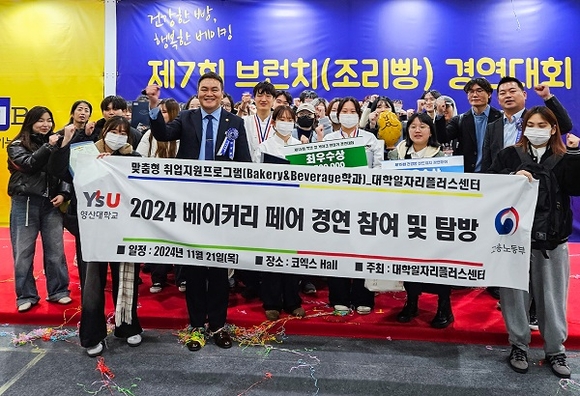 건강한 빵,
행복한 베이킹
제7회 브런치(조리빵) 경연대회
최우수상
맞춤형 취업지원프로그램(Bakery&Beverage학과)_대학일자리플러스센터
YSU
양산대학교
2024 베이커리 페어 경연 참여 및 탐방
고용노동부
■ 일정 : 2024년 11월 21일(목) ■ 장소 : 코엑스 Hall ■ 주최 : 대학일자리플러스센터